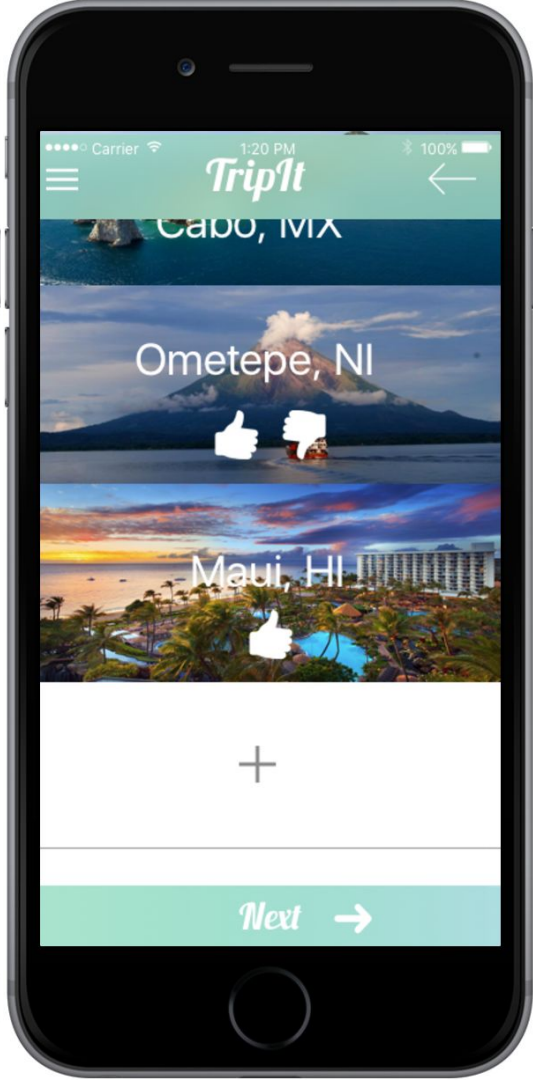 Carrier 1:20 PM 100%
TripIt
Cabo, MX
Ometepe, NI
Maui, HI
Next